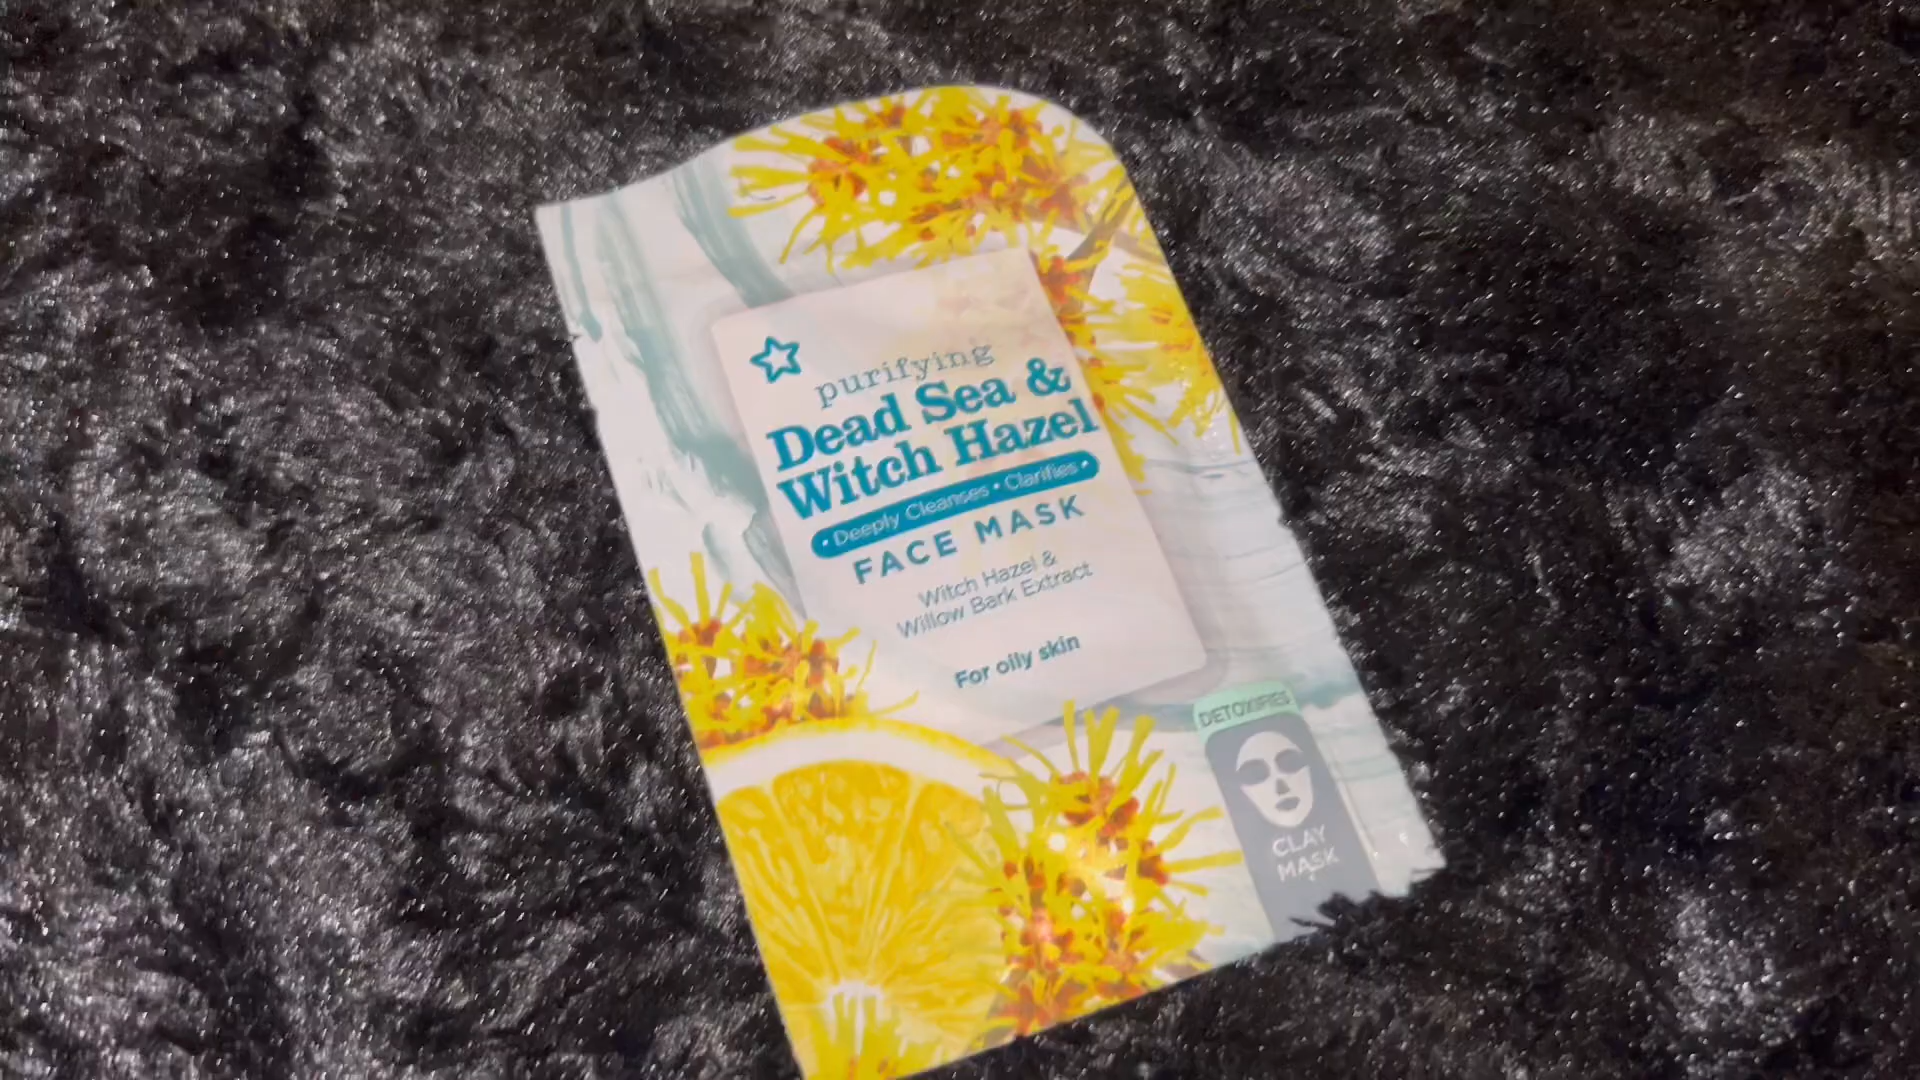 purifying
Dead Sea &
Witch Hazel
• Deeply Cleanses • Clarifies •
FACE MASK
Witch Hazel &
Willow Bark Extract
For oily skin
DETOXIFIES
CLAY
MASK